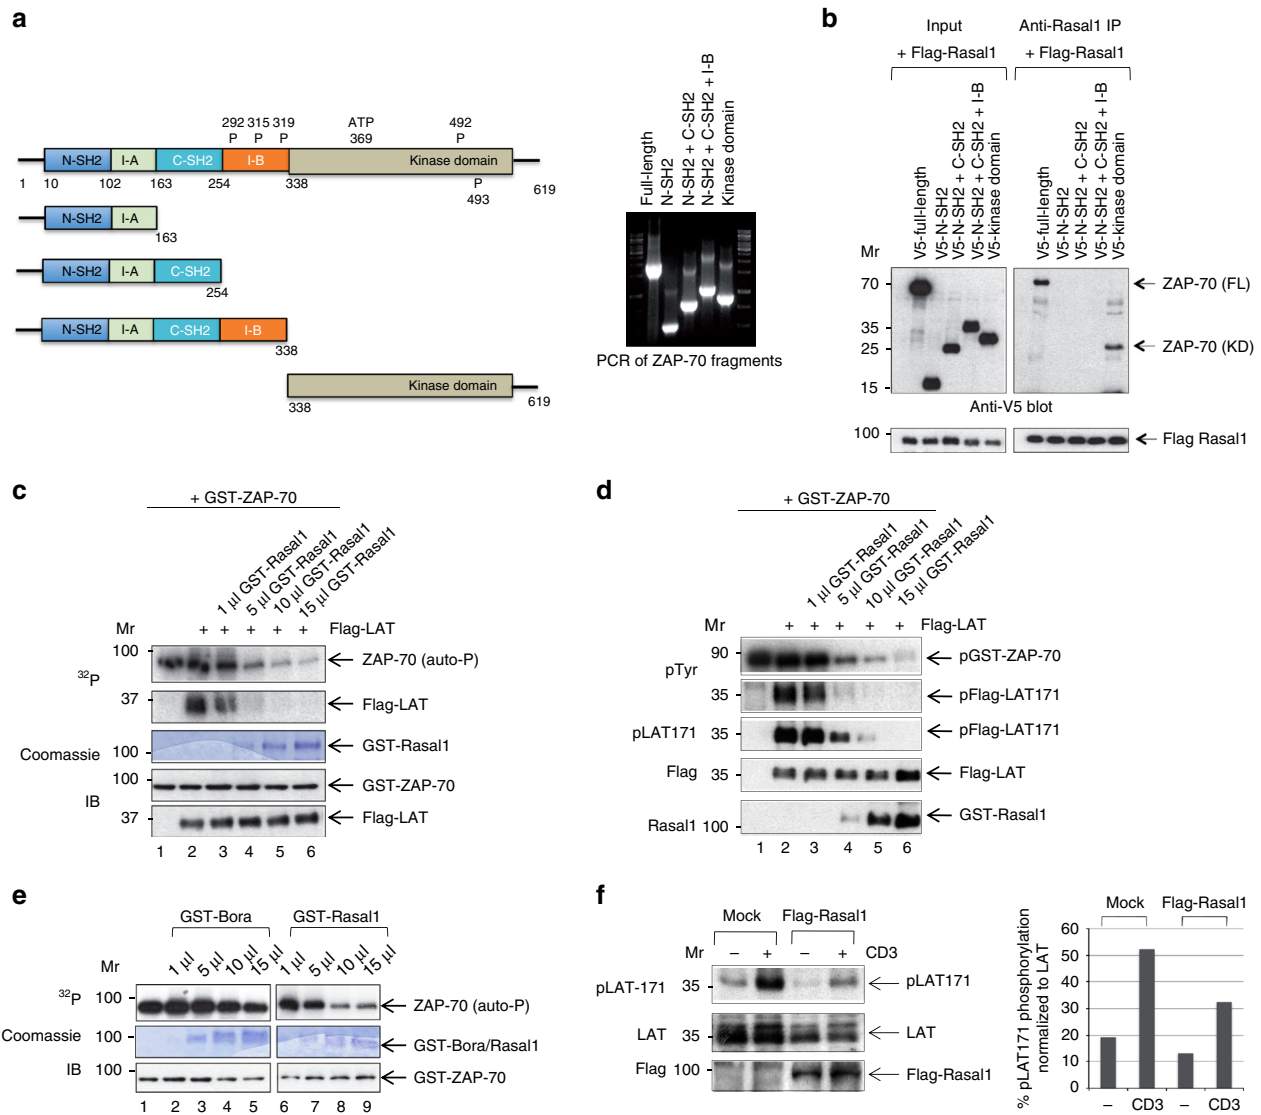 a
292 315 319
P P P
ATP
369
492
P
N-SH2 I-A C-SH2 I-B Kinase domain
1 10 102 163 254 338
P
493
619
N-SH2 I-A
163
N-SH2 I-A C-SH2
254
N-SH2 I-A C-SH2 I-B
338
Kinase domain
338 619
Full-length
N-SH2
N-SH2 + C-SH2
N-SH2 + C-SH2 + I-B
Kinase domain
PCR of ZAP-70 fragments
b
Input
+ Flag-Rasal1
Anti-Rasal1 IP
+ Flag-Rasal1
V5-full-length
V5-N-SH2
V5-N-SH2 + C-SH2
V5-N-SH2 + C-SH2 + I-B
V5-kinase domain
V5-full-length
V5-N-SH2
V5-N-SH2 + C-SH2
V5-N-SH2 + C-SH2 + I-B
V5-kinase domain
Mr
70
35
25
15
ZAP-70 (FL)
ZAP-70 (KD)
Anti-V5 blot
100
Flag Rasal1
c
+ GST-ZAP-70
1 µl GST-Rasal1
5 µl GST-Rasal1
10 µl GST-Rasal1
15 µl GST-Rasal1
Mr + + + + + Flag-LAT
32P
100 ZAP-70 (auto-P)
37 Flag-LAT
Coomassie 100 GST-Rasal1
IB
100 GST-ZAP-70
37 Flag-LAT
1 2 3 4 5 6
d
+ GST-ZAP-70
1 µl GST-Rasal1
5 µl GST-Rasal1
10 µl GST-Rasal1
15 µl GST-Rasal1
Mr + + + + + Flag-LAT
pTyr
90 pGST-ZAP-70
35 pFlag-LAT171
pLAT171 35 pFlag-LAT171
Flag 35 Flag-LAT
Rasal1 100 GST-Rasal1
1 2 3 4 5 6
e
GST-Bora GST-Rasal1
Mr 1 µl 5 µl 10 µl 15 µl 1 µl 5 µl 10 µl 15 µl
32P 100 ZAP-70 (auto-P)
Coomassie 100 GST-Bora/Rasal1
IB 100 GST-ZAP-70
1 2 3 4 5 6 7 8 9
f
Mock Flag-Rasal1
Mr – + – + CD3
pLAT-171 35 pLAT171
LAT 35 LAT
Flag 100 Flag-Rasal1
Mock Flag-Rasal1
% pLAT171 phosphorylation
normalized to LAT
60
50
40
30
20
10
0
– CD3 – CD3